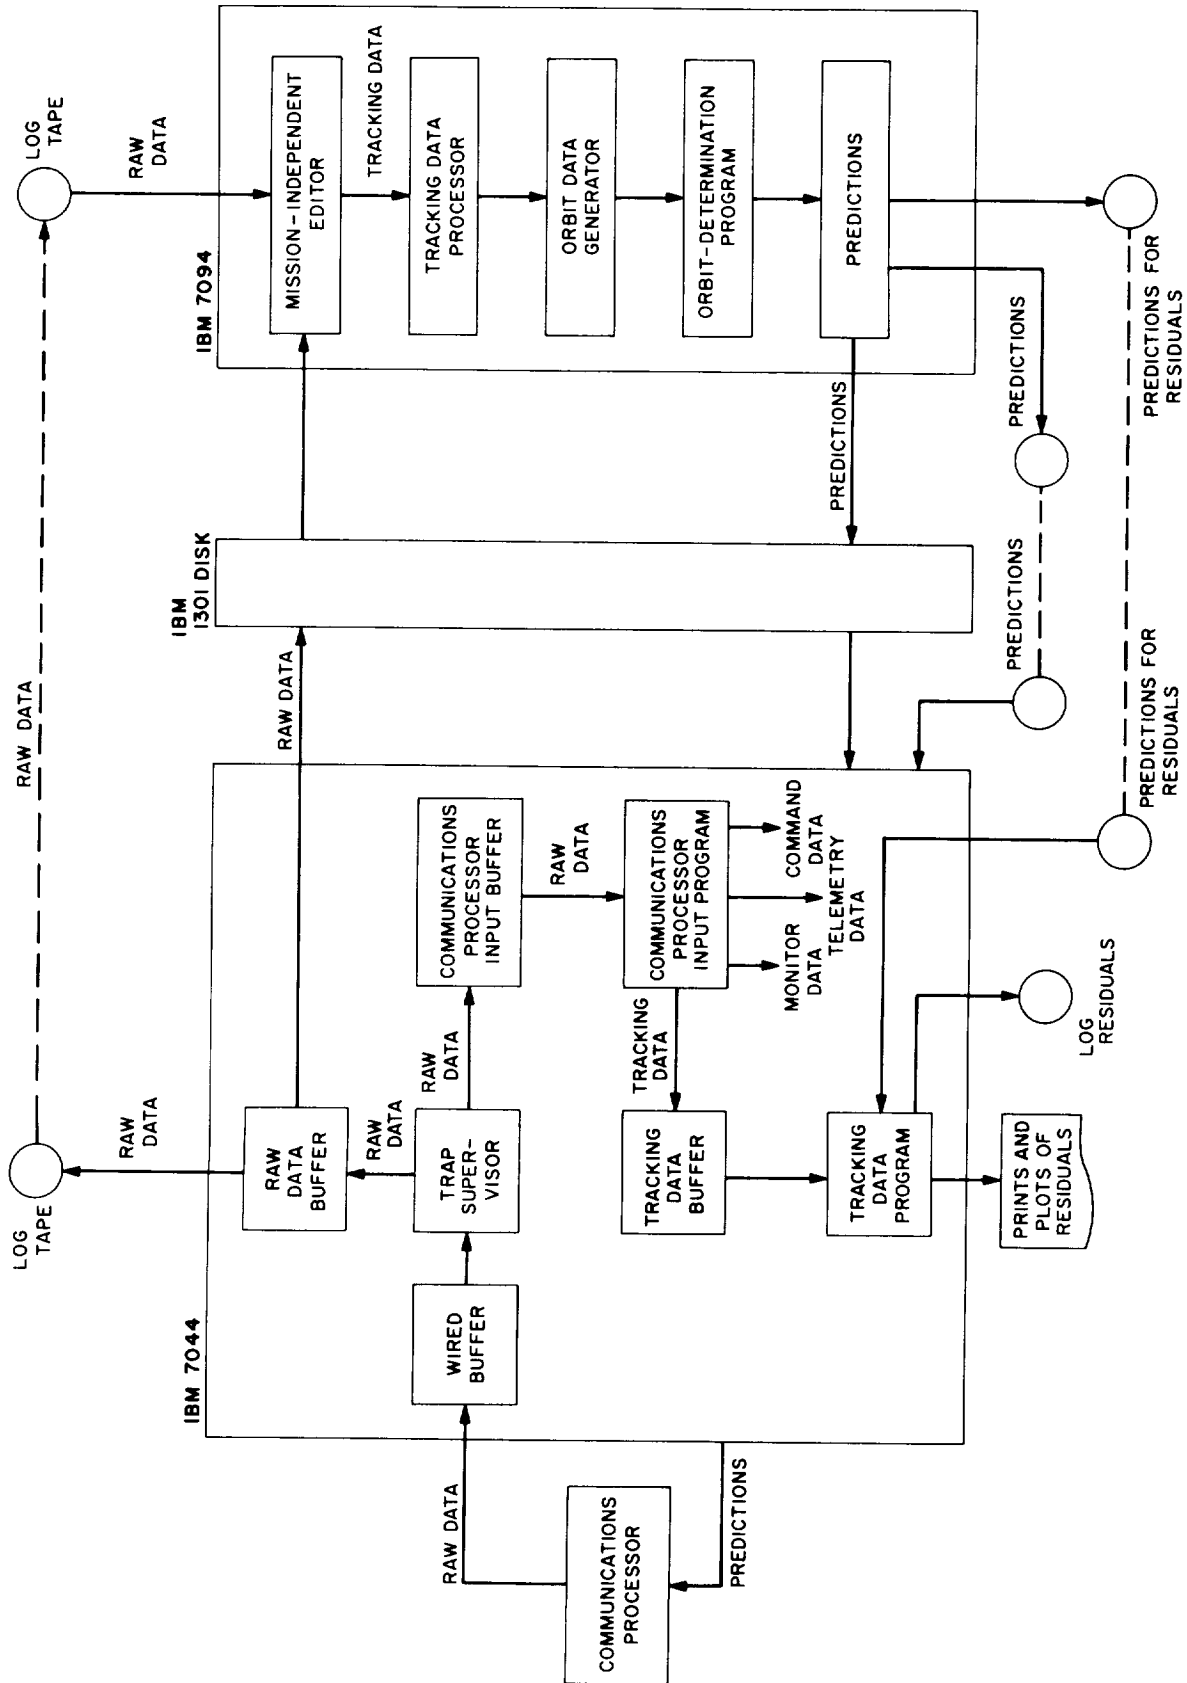 LOG
TAPE
RAW
DATA
RAW DATA
LOG
TAPE
RAW
DATA
IBM 7044
RAW
DATA
BUFFER
RAW DATA
IBM
1301 DISK
IBM 7094
MISSION-INDEPENDENT
EDITOR
TRACKING DATA
TRACKING DATA
PROCESSOR
ORBIT DATA
GENERATOR
ORBIT-DETERMINATION
PROGRAM
PREDICTIONS
RAW
DATA
WIRED
BUFFER
TRAP
SUPER-
VISOR
RAW
DATA
COMMUNICATIONS
PROCESSOR
INPUT BUFFER
RAW
DATA
COMMUNICATIONS
PROCESSOR
INPUT PROGRAM
MONITOR
DATA
TELEMETRY
DATA
COMMAND
DATA
TRACKING
DATA
TRACKING
DATA
BUFFER
TRACKING
DATA
PROGRAM
RAW DATA
COMMUNICATIONS
PROCESSOR
PREDICTIONS
PREDICTIONS
PRINTS AND
PLOTS OF
RESIDUALS
LOG
RESIDUALS
PREDICTIONS
PREDICTIONS
PREDICTIONS FOR
RESIDUALS
PREDICTIONS FOR
RESIDUALS